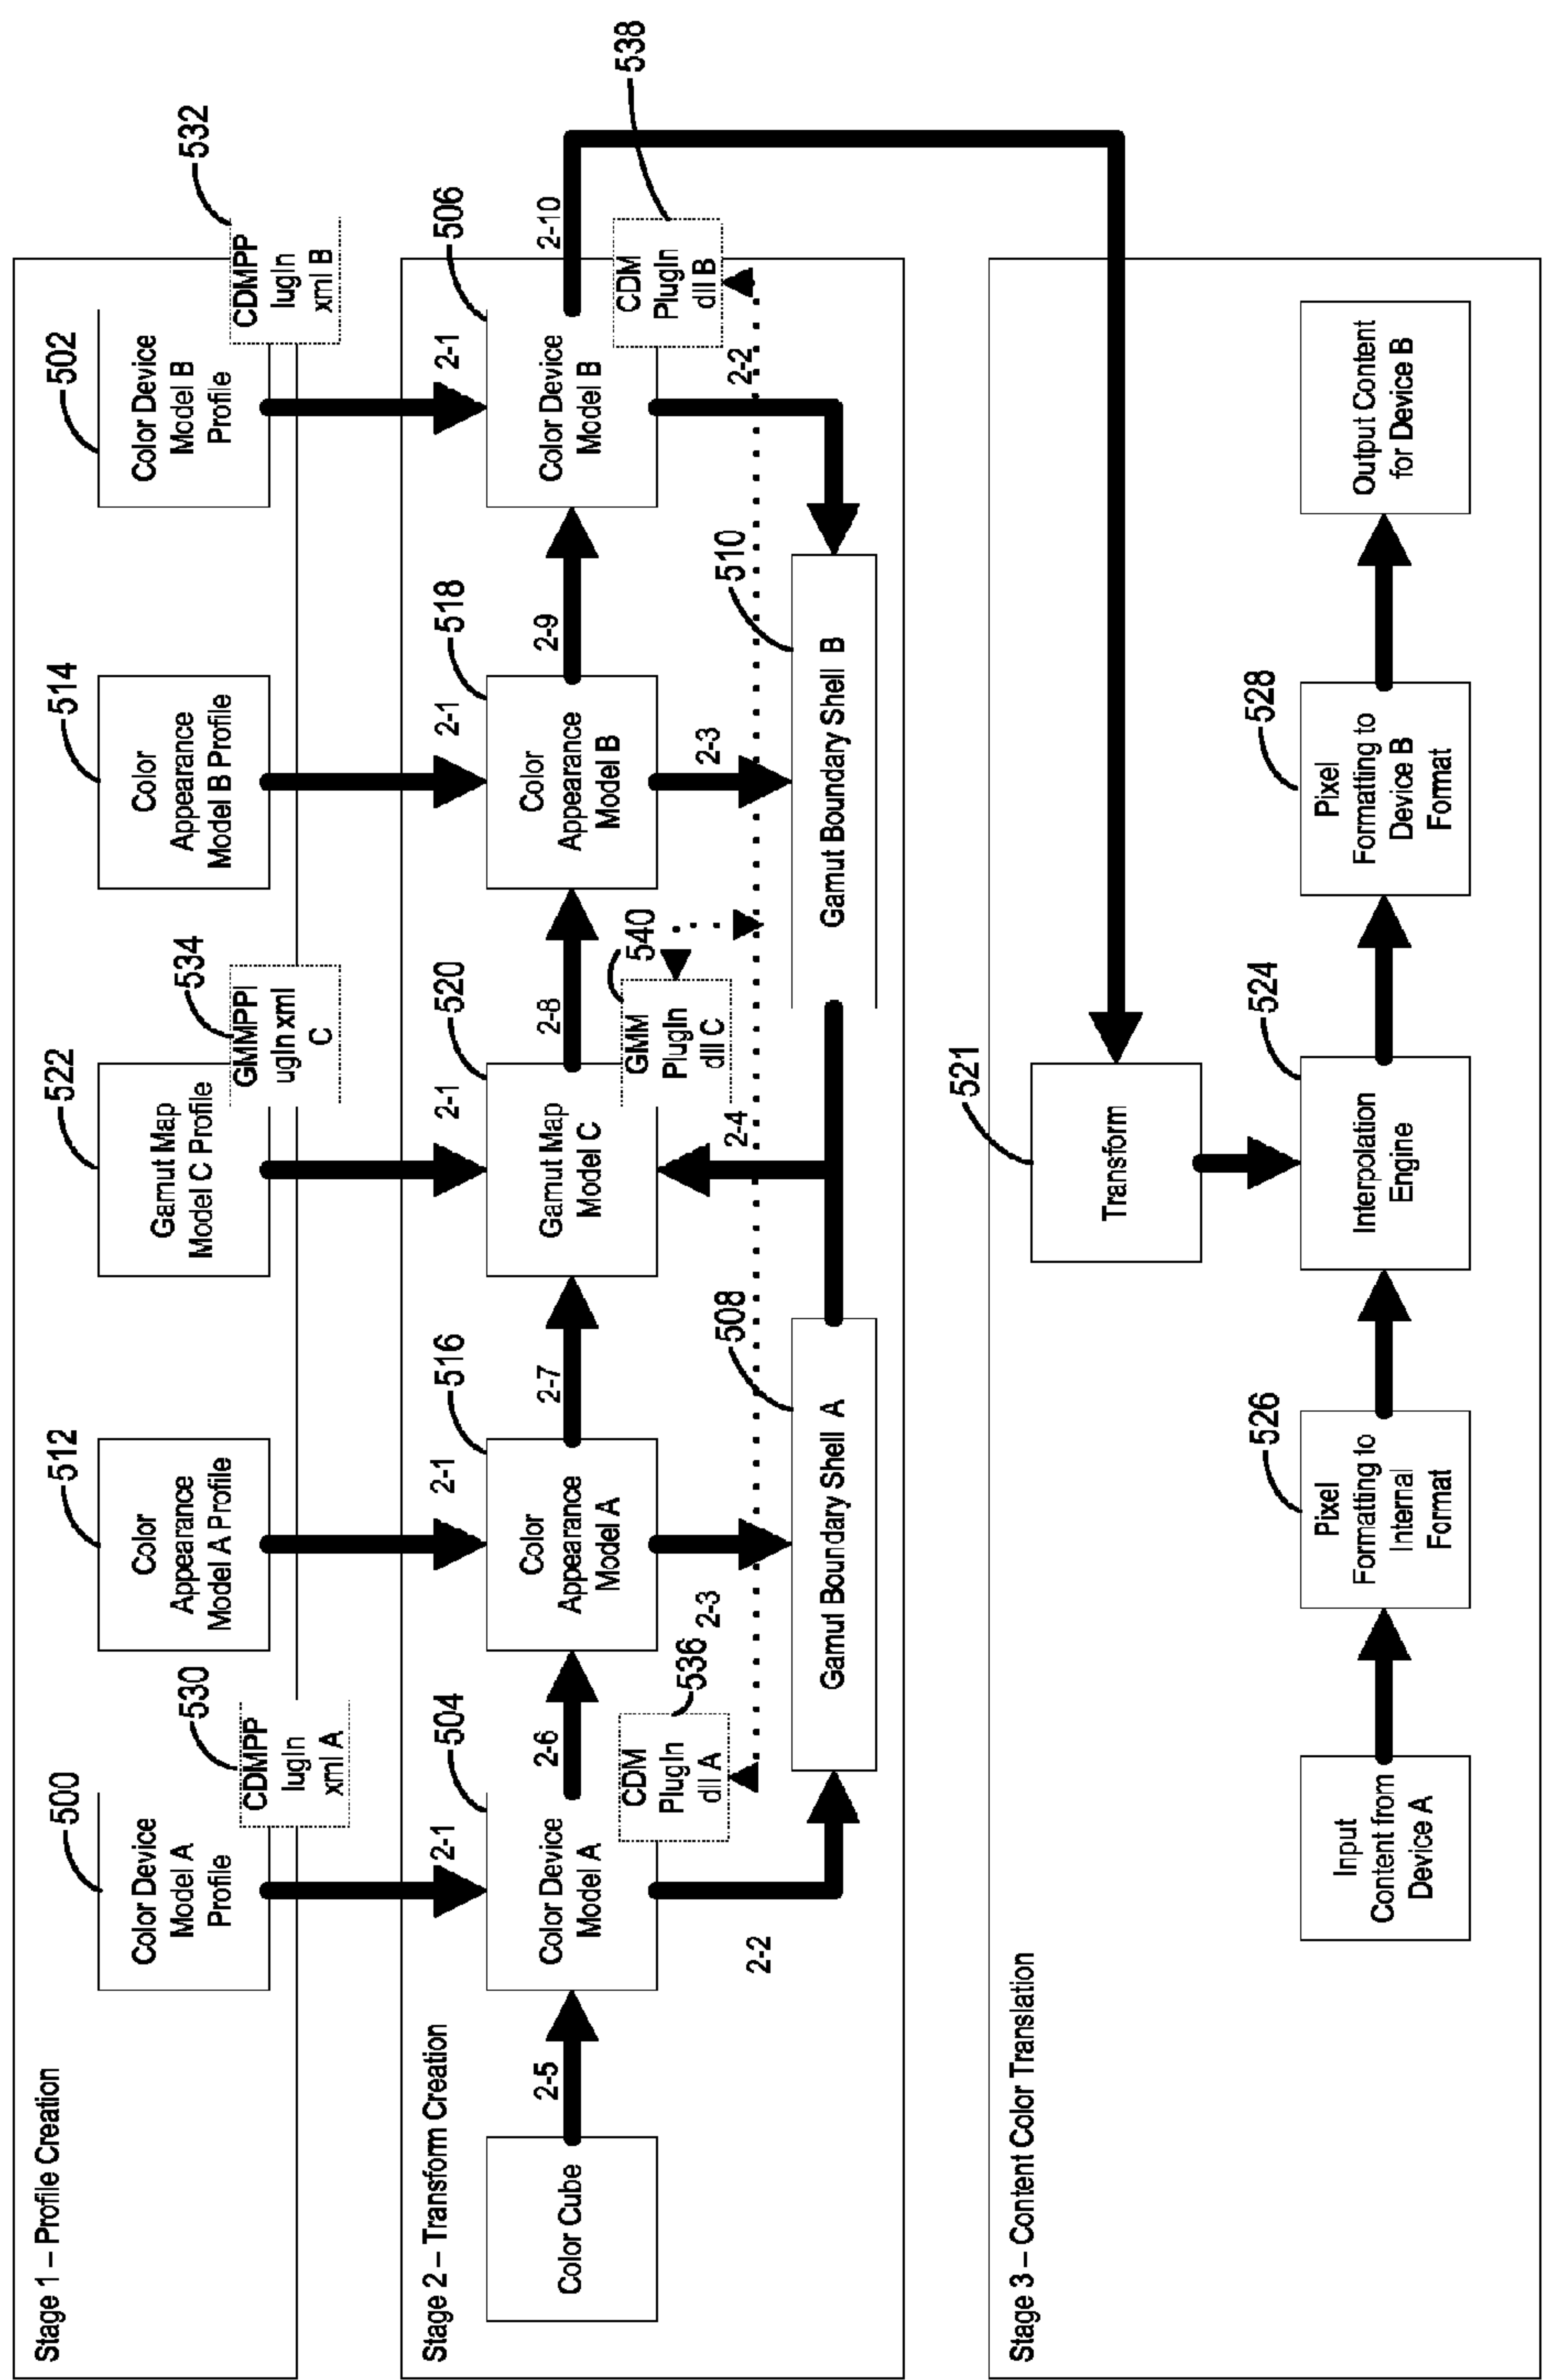 Stage 1 – Profile Creation
500
Color Device
Model A
Profile
530
CDMPP
lugIn
xml A
512
Color
Appearance
Model A Profile
522
Gamut Map
Model C Profile
534
GMMPPl
ugIn xml
C
514
Color
Appearance
Model B Profile
502
Color Device
Model B
Profile
532
CDMPP
lugIn
xml B
Stage 2 – Transform Creation
2-1
2-1
2-1
2-1
2-1
Color Cube
2-5
504
Color Device
Model A
2-6
516
Color
Appearance
Model A
2-7
520
Gamut Map
Model C
2-8
518
Color
Appearance
Model B
2-9
506
Color Device
Model B
2-10
536
CDM
PlugIn
dll A
540
GMM
PlugIn
dll C
538
CDM
PlugIn
dll B
2-2
2-3
2-4
2-3
2-2
508
Gamut Boundary Shell A
510
Gamut Boundary Shell B
Stage 3 – Content Color Translation
521
Transform
Input
Content from
Device A
526
Pixel
Formatting to
Internal
Format
524
Interpolation
Engine
528
Pixel
Formatting to
Device B
Format
Output Content
for Device B